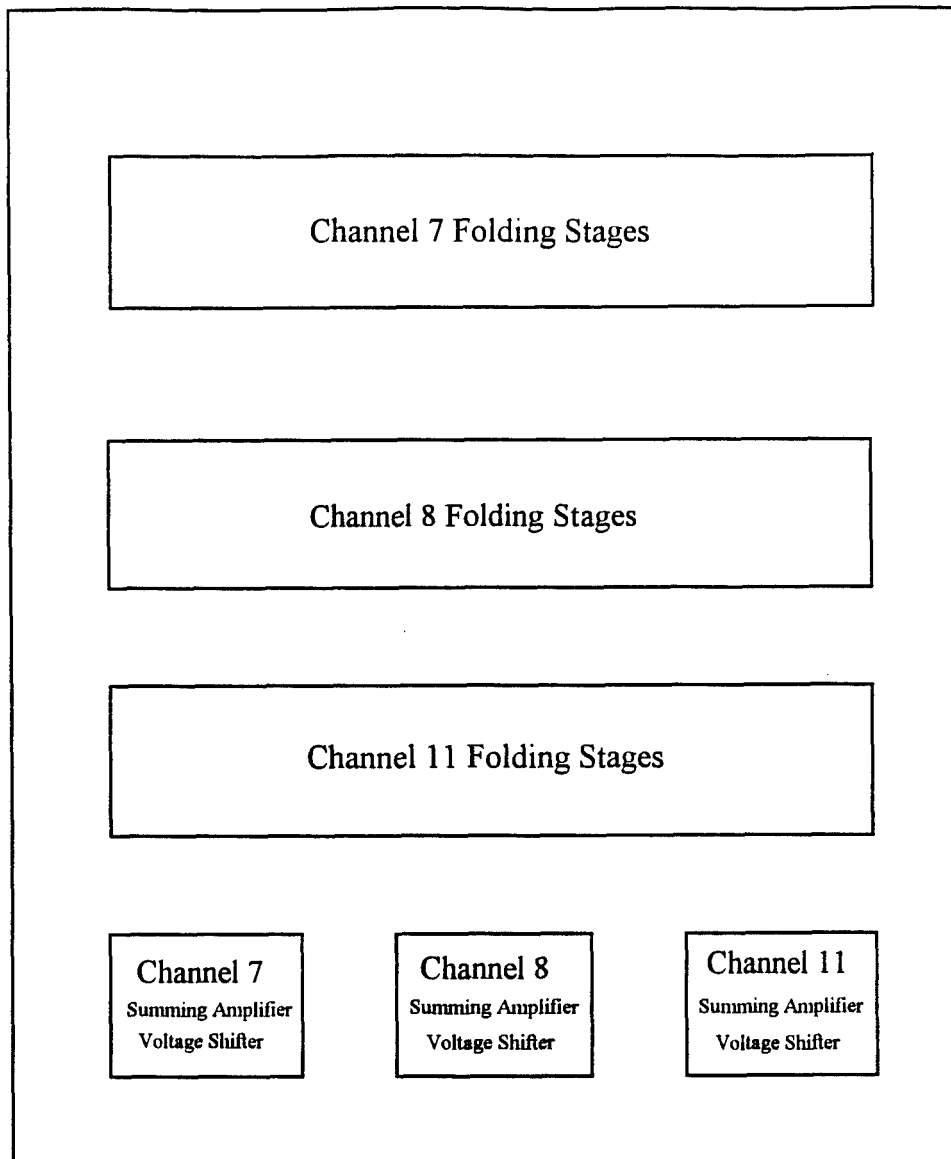 Channel 7 Folding Stages
Channel 8 Folding Stages
Channel 11 Folding Stages
Channel 7
Summing Amplifier
Voltage Shifter
Channel 8
Summing Amplifier
Voltage Shifter
Channel 11
Summing Amplifier
Voltage Shifter